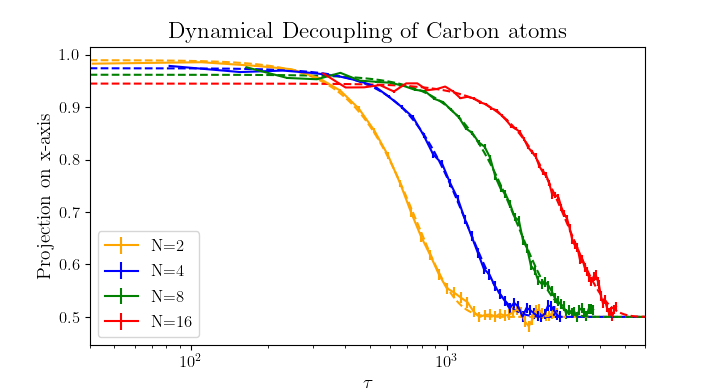 Dynamical Decoupling of Carbon atoms
Projection on x-axis
1.0
0.9
0.8
0.7
0.6
0.5
N=2
N=4
N=8
N=16
10²
10³
τ